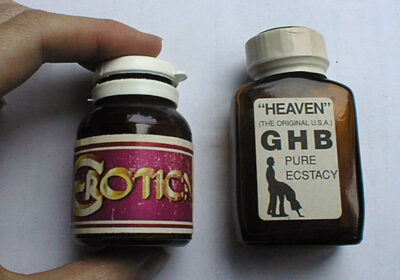 EROTICA
"HEAVEN"
(THE ORIGINAL U.S.A.)
GHB
PURE
ECSTACY